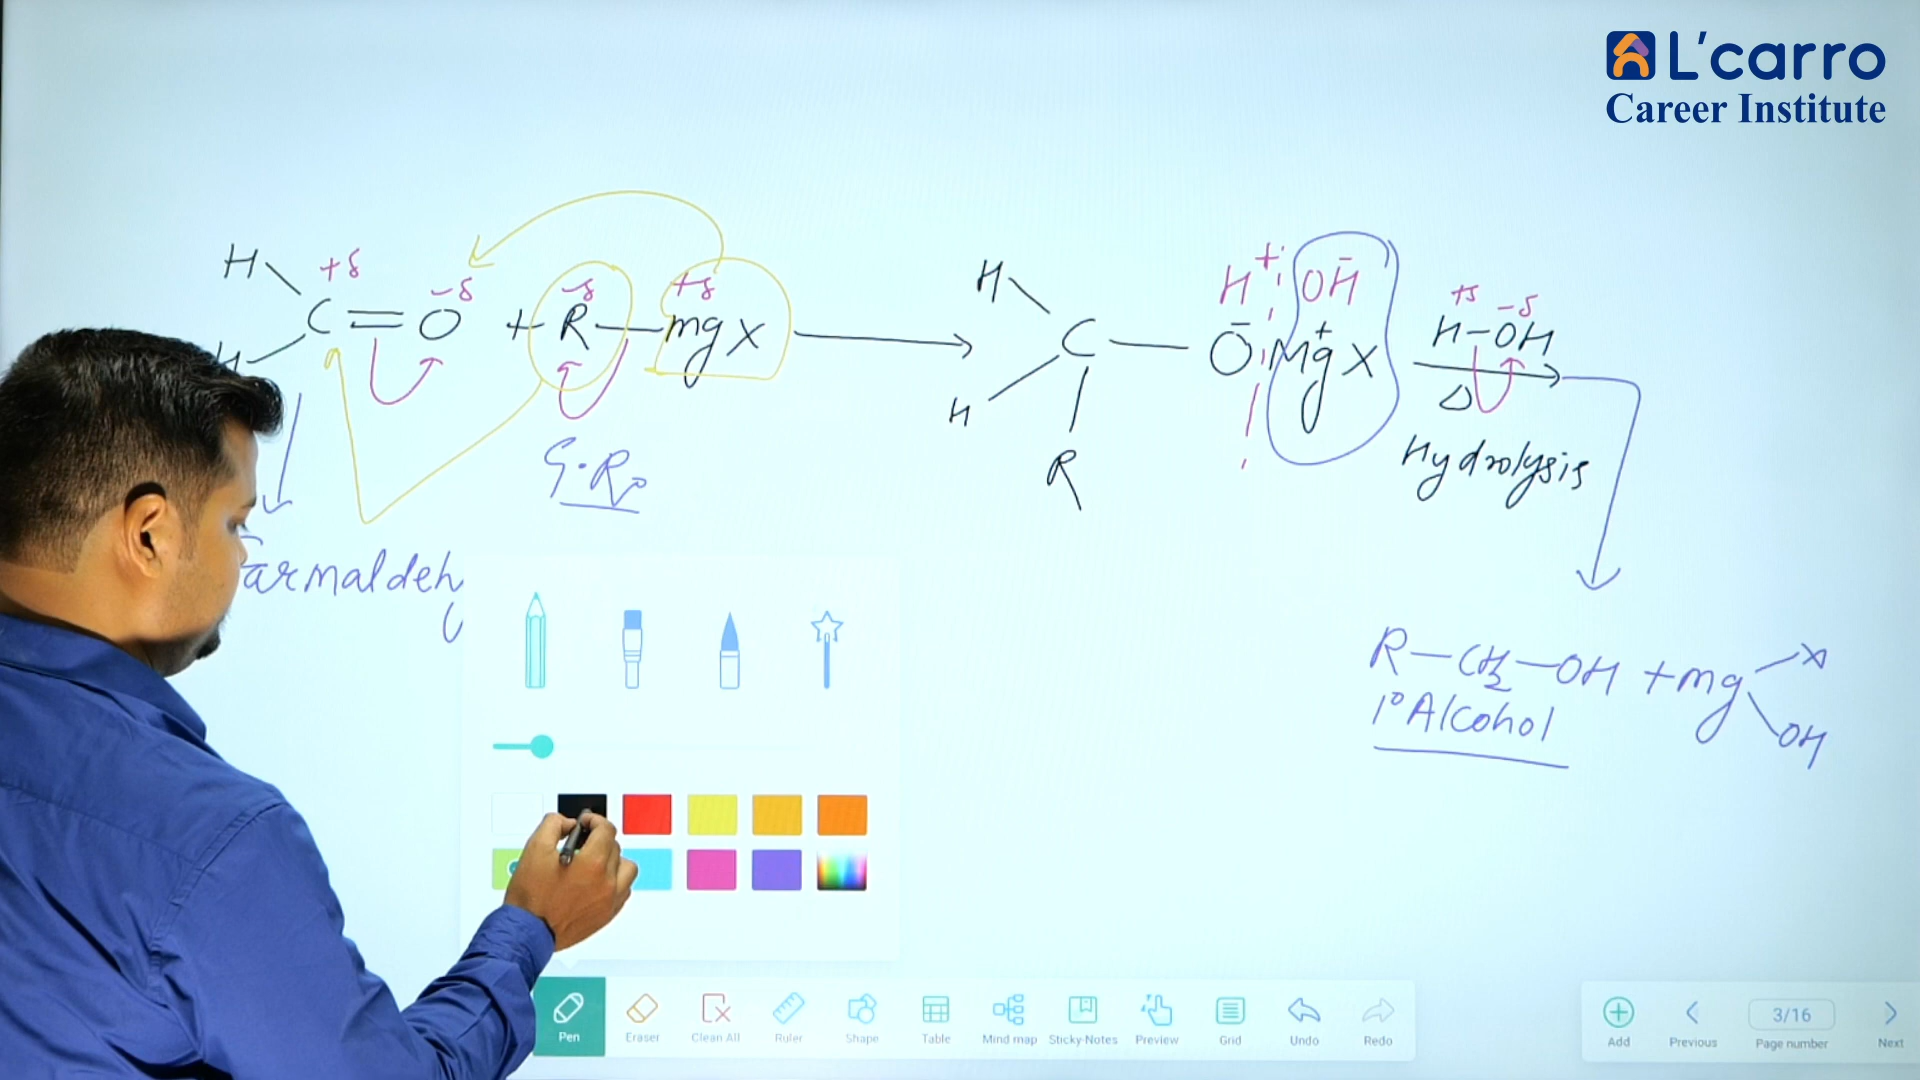 L'carro
Career Institute
H +δ C = O -δ + -δ R — +δ mgX → H C — Ō H+ | OH- Mg+ X +δ H – -δ OH
H
H
R
Δ
Hydrolysis
G.R.
Farmaldeh
R — CH2 — OH + mg X
OH
1° Alcohol
Pen
Eraser
Clean All
Ruler
Shape
Table
Mind map
Sticky Notes
Preview
Grid
Undo
Redo
Add
Previous
3/16
Page number
Next